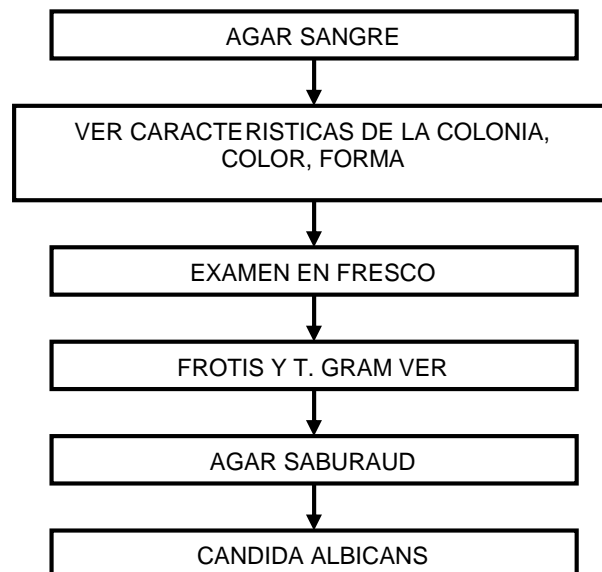 AGAR SANGRE
VER CARACTERISTICAS DE LA COLONIA,
COLOR, FORMA
EXAMEN EN FRESCO
FROTIS Y T. GRAM VER
AGAR SABURAUD
CANDIDA ALBICANS